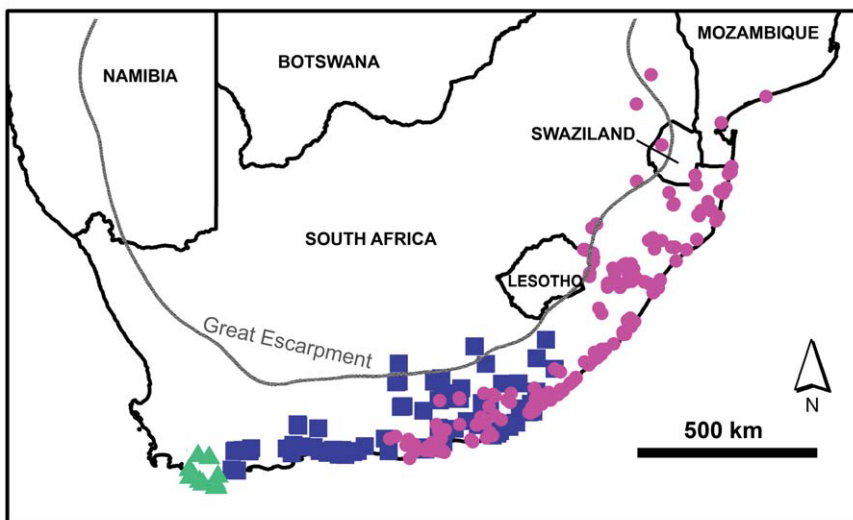 MOZAMBIQUE
NAMIBIA
BOTSWANA
SWAZILAND
SOUTH AFRICA
LESOTHO
Great Escarpment
N
500 km